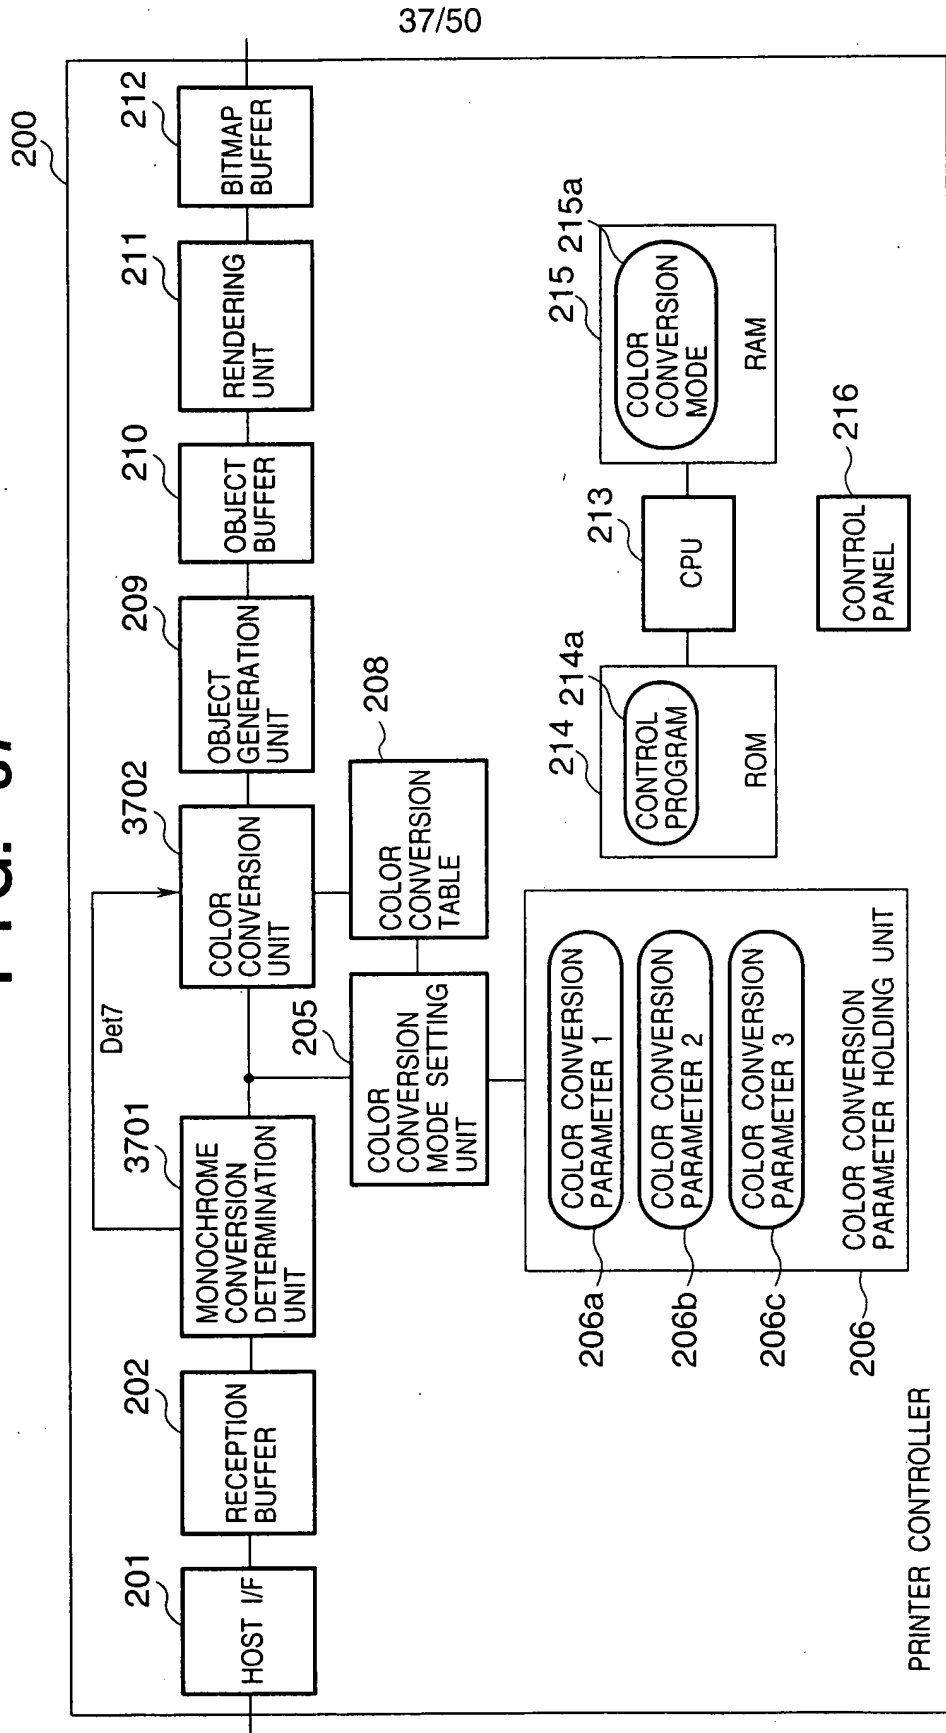 37/50
200
201
HOST I/F
202
RECEPTION
BUFFER
3701
MONOCHROME
CONVERSION
DETERMINATION
UNIT
Det7
3702
COLOR
CONVERSION
UNIT
209
OBJECT
GENERATION
UNIT
210
OBJECT
BUFFER
211
RENDERING
UNIT
212
BITMAP
BUFFER
205
COLOR
CONVERSION
MODE SETTING
UNIT
208
COLOR
CONVERSION
TABLE
206a
COLOR CONVERSION
PARAMETER 1
206b
COLOR CONVERSION
PARAMETER 2
206c
COLOR CONVERSION
PARAMETER 3
206
COLOR CONVERSION
PARAMETER HOLDING UNIT
214
214a
CONTROL
PROGRAM
ROM
213
CPU
215
215a
COLOR
CONVERSION
MODE
RAM
216
CONTROL
PANEL
PRINTER CONTROLLER